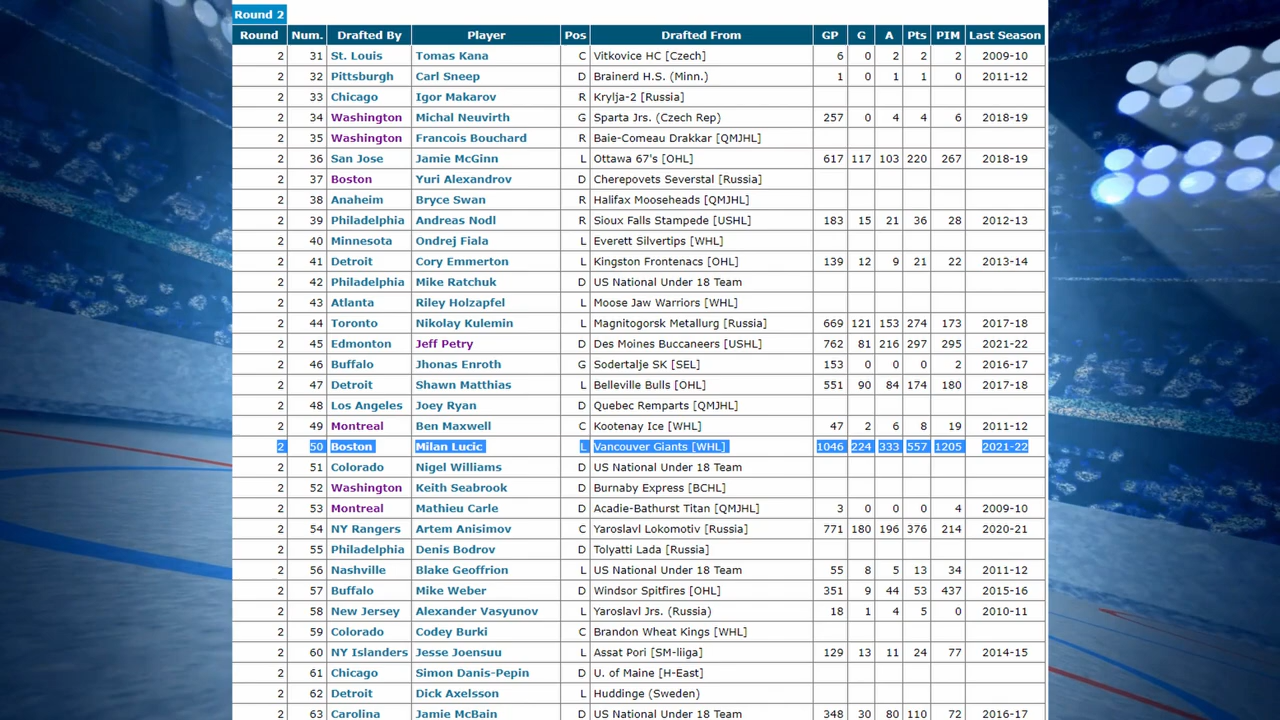 Round 2
Round Num. Drafted By Player Pos Drafted From GP G A Pts PIM Last Season
2 31 St. Louis Tomas Kana C Vitkovice HC [Czech] 6 0 2 2 2 2009-10
2 32 Pittsburgh Carl Sneep D Brainerd H.S. (Minn.) 1 0 1 1 0 2011-12
2 33 Chicago Igor Makarov R Krylja-2 [Russia]
2 34 Washington Michal Neuvirth G Sparta Jrs. (Czech Rep) 257 0 4 4 6 2018-19
2 35 Washington Francois Bouchard R Baie-Comeau Drakkar [QMJHL]
2 36 San Jose Jamie McGinn L Ottawa 67's [OHL] 617 117 103 220 267 2018-19
2 37 Boston Yuri Alexandrov D Cherepovets Severstal [Russia]
2 38 Anaheim Bryce Swan R Halifax Mooseheads [QMJHL]
2 39 Philadelphia Andreas Nodl R Sioux Falls Stampede [USHL] 183 15 21 36 28 2012-13
2 40 Minnesota Ondrej Fiala L Everett Silvertips [WHL]
2 41 Detroit Cory Emmerton L Kingston Frontenacs [OHL] 139 12 9 21 22 2013-14
2 42 Philadelphia Mike Ratchuk D US National Under 18 Team
2 43 Atlanta Riley Holzapfel L Moose Jaw Warriors [WHL]
2 44 Toronto Nikolay Kulemin L Magnitogorsk Metallurg [Russia] 669 121 153 274 173 2017-18
2 45 Edmonton Jeff Petry D Des Moines Buccaneers [USHL] 762 81 216 297 295 2021-22
2 46 Buffalo Jhonas Enroth G Sodertalje SK [SEL] 153 0 0 0 2 2016-17
2 47 Detroit Shawn Matthias L Belleville Bulls [OHL] 551 90 84 174 180 2017-18
2 48 Los Angeles Joey Ryan D Quebec Remparts [QMJHL]
2 49 Montreal Ben Maxwell C Kootenay Ice [WHL] 47 2 6 8 19 2011-12
2 50 Boston Milan Lucic L Vancouver Giants [WHL] 1046 224 333 557 1205 2021-22
2 51 Colorado Nigel Williams D US National Under 18 Team
2 52 Washington Keith Seabrook D Burnaby Express [BCHL]
2 53 Montreal Mathieu Carle D Acadie-Bathurst Titan [QMJHL] 3 0 0 0 4 2009-10
2 54 NY Rangers Artem Anisimov C Yaroslavl Lokomotiv [Russia] 771 180 196 376 214 2020-21
2 55 Philadelphia Denis Bodrov D Tolyatti Lada [Russia]
2 56 Nashville Blake Geoffrion L US National Under 18 Team 55 8 5 13 34 2011-12
2 57 Buffalo Mike Weber D Windsor Spitfires [OHL] 351 9 44 53 437 2015-16
2 58 New Jersey Alexander Vasyunov L Yaroslavl Jrs. (Russia) 18 1 4 5 0 2010-11
2 59 Colorado Codey Burki C Brandon Wheat Kings [WHL]
2 60 NY Islanders Jesse Joensuu L Assat Pori [SM-liiga] 129 13 11 24 77 2014-15
2 61 Chicago Simon Danis-Pepin D U. of Maine [H-East]
2 62 Detroit Dick Axelsson L Huddinge (Sweden)
2 63 Carolina Jamie McBain D US National Under 18 Team 348 30 80 110 72 2016-17